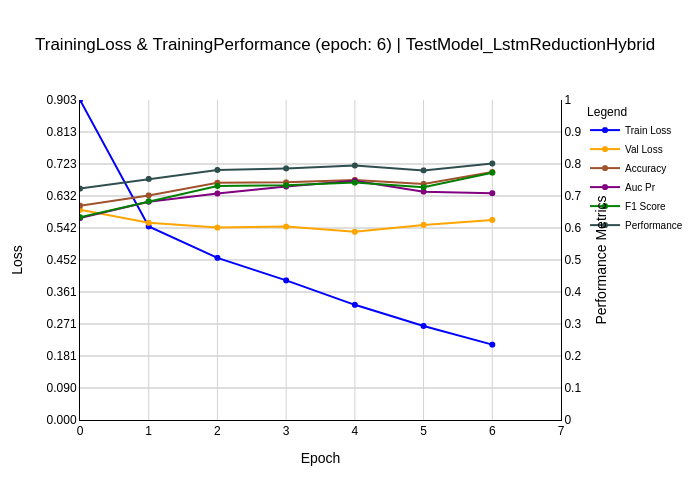 TrainingLoss & TrainingPerformance (epoch: 6) | TestModel_LstmReductionHybrid
0.903
0.813
0.723
0.632
0.542
0.452
0.361
0.271
0.181
0.090
0.000
Loss
0 1 2 3 4 5 6 7
Epoch
1
0.9
0.8
0.7
0.6
0.5
0.4
0.3
0.2
0.1
0
Performance Metrics
Legend
Train Loss
Val Loss
Accuracy
Auc Pr
F1 Score
Performance